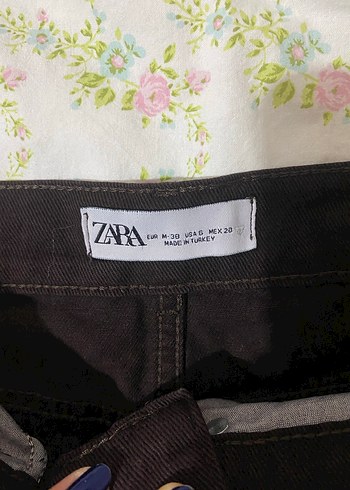 ZARA
EUR M-38 USA 6 MEX 28
MADE IN TURKEY